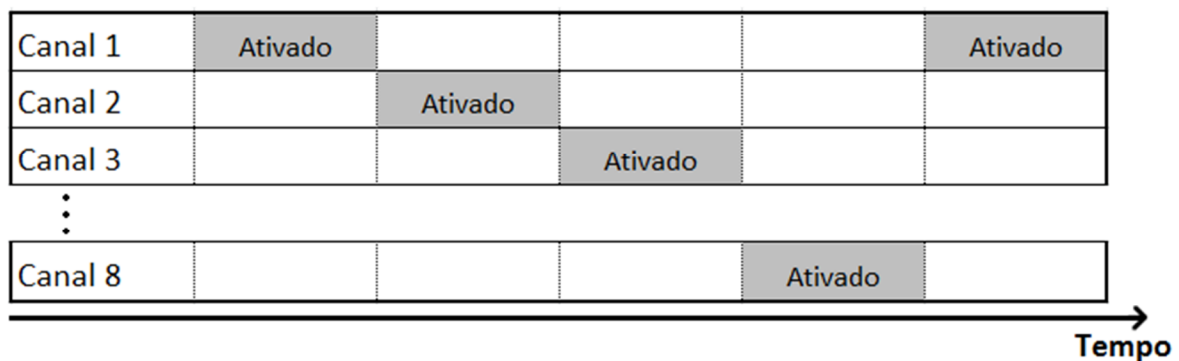 Canal 1 Ativado Ativado
Canal 2 Ativado
Canal 3 Ativado
Canal 8 Ativado
Tempo